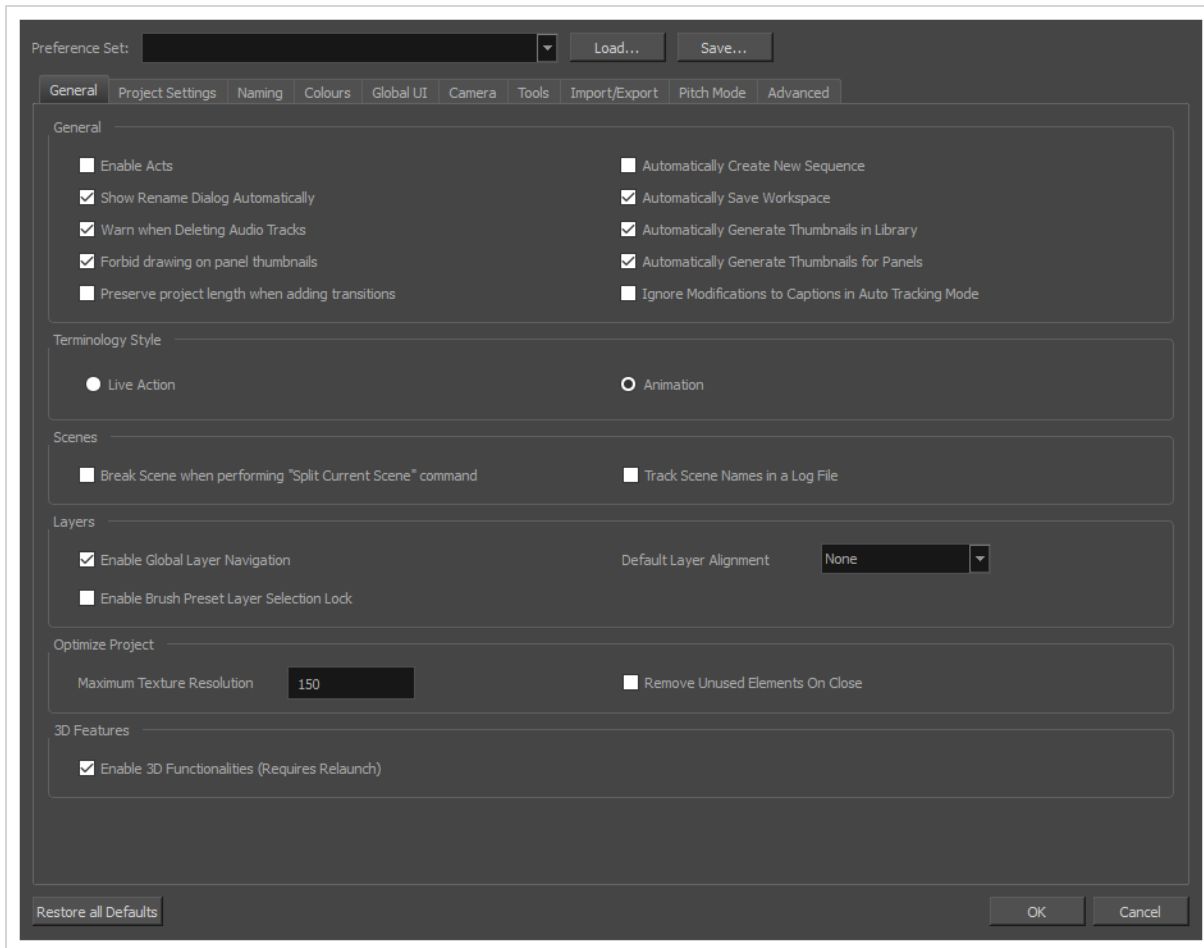 Preference Set: Load... Save...
General Project Settings Naming Colours Global UI Camera Tools Import/Export Pitch Mode Advanced
General
Enable Acts Automatically Create New Sequence
Show Rename Dialog Automatically Automatically Save Workspace
Warn when Deleting Audio Tracks Automatically Generate Thumbnails in Library
Forbid drawing on panel thumbnails Automatically Generate Thumbnails for Panels
Preserve project length when adding transitions Ignore Modifications to Captions in Auto Tracking Mode
Terminology Style
Live Action Animation
Scenes
Break Scene when performing "Split Current Scene" command Track Scene Names in a Log File
Layers
Enable Global Layer Navigation Default Layer Alignment None
Enable Brush Preset Layer Selection Lock
Optimize Project
Maximum Texture Resolution 150 Remove Unused Elements On Close
3D Features
Enable 3D Functionalities (Requires Relaunch)
Restore all Defaults OK Cancel